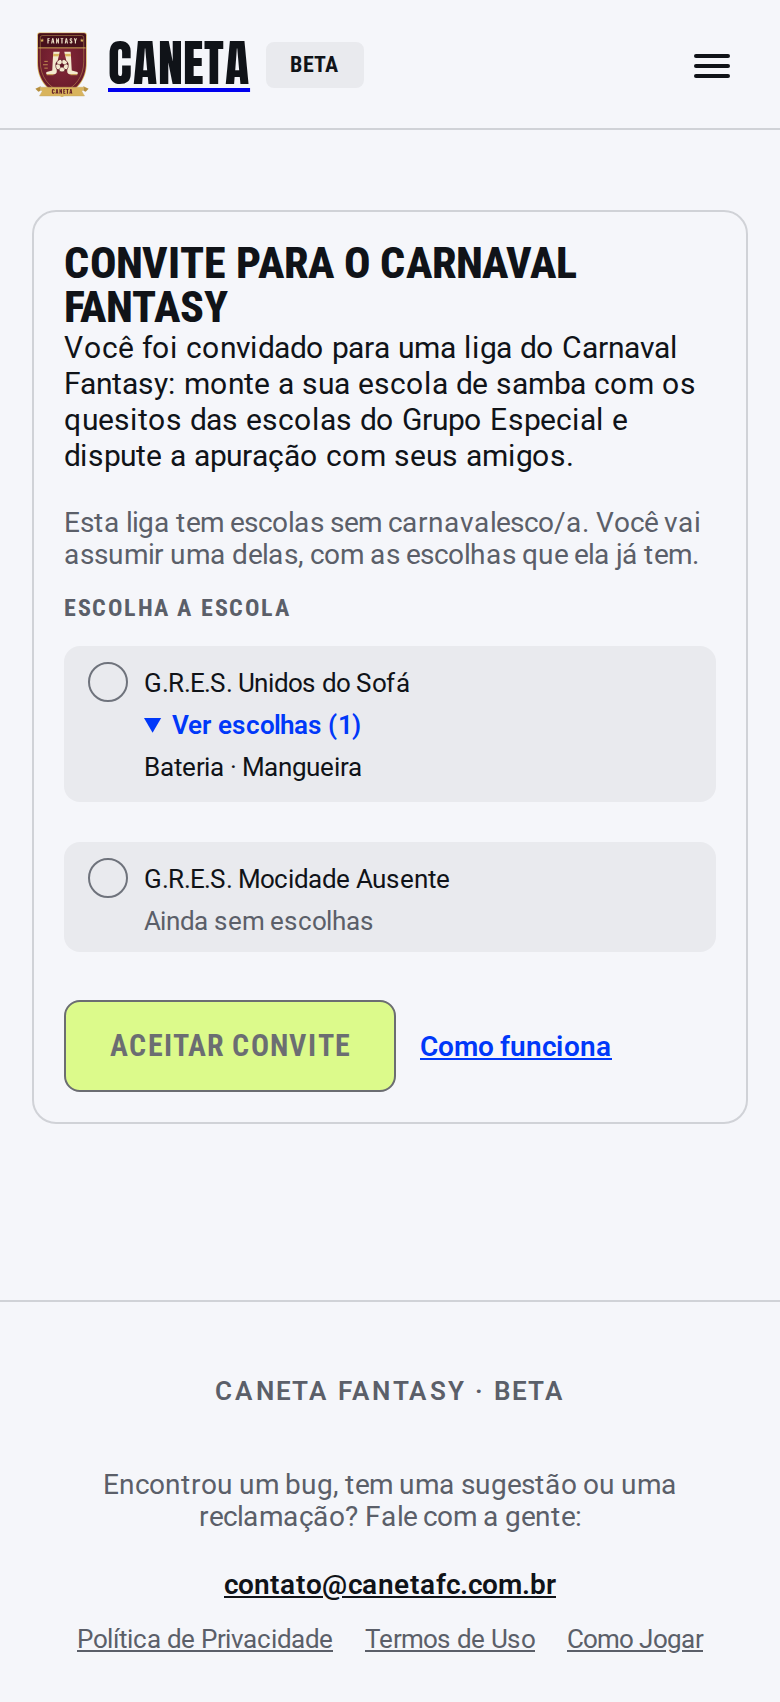 FANTASY
CANETA
CANETA
BETA
CONVITE PARA O CARNAVAL
FANTASY
Você foi convidado para uma liga do Carnaval
Fantasy: monte a sua escola de samba com os
quesitos das escolas do Grupo Especial e
dispute a apuração com seus amigos.
Esta liga tem escolas sem carnavalesco/a. Você vai
assumir uma delas, com as escolhas que ela já tem.
ESCOLHA A ESCOLA
G.R.E.S. Unidos do Sofá
▼ Ver escolhas (1)
Bateria · Mangueira
G.R.E.S. Mocidade Ausente
Ainda sem escolhas
ACEITAR CONVITE
Como funciona
CANETA FANTASY · BETA
Encontrou um bug, tem uma sugestão ou uma
reclamação? Fale com a gente:
contato@canetafc.com.br
Política de Privacidade Termos de Uso Como Jogar